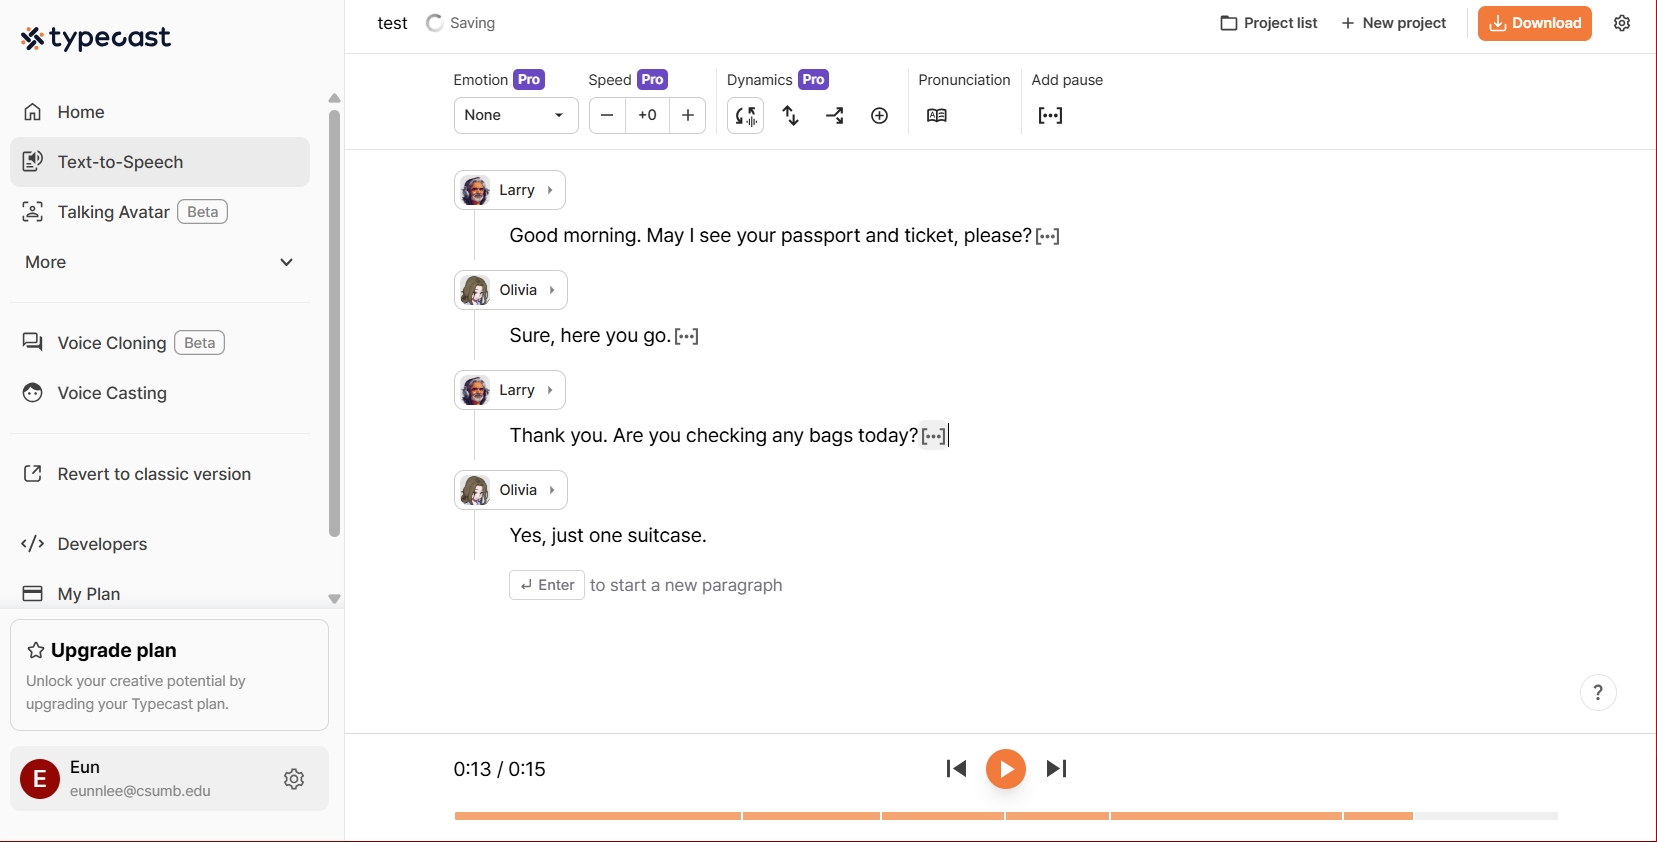 typecast
Home
Text-to-Speech
Talking Avatar Beta
More
Voice Cloning Beta
Voice Casting
Revert to classic version
Developers
My Plan
Upgrade plan
Unlock your creative potential by
upgrading your Typecast plan.
E
Eun
eunnlee@csumb.edu
test Saving
Project list
New project
Download
Emotion Pro
None
Speed Pro
− +0 +
Dynamics Pro
Pronunciation
Add pause
[···]
Larry
Good morning. May I see your passport and ticket, please? [···]
Olivia
Sure, here you go. [···]
Larry
Thank you. Are you checking any bags today? [···]
Olivia
Yes, just one suitcase.
↵ Enter to start a new paragraph
?
0:13 / 0:15